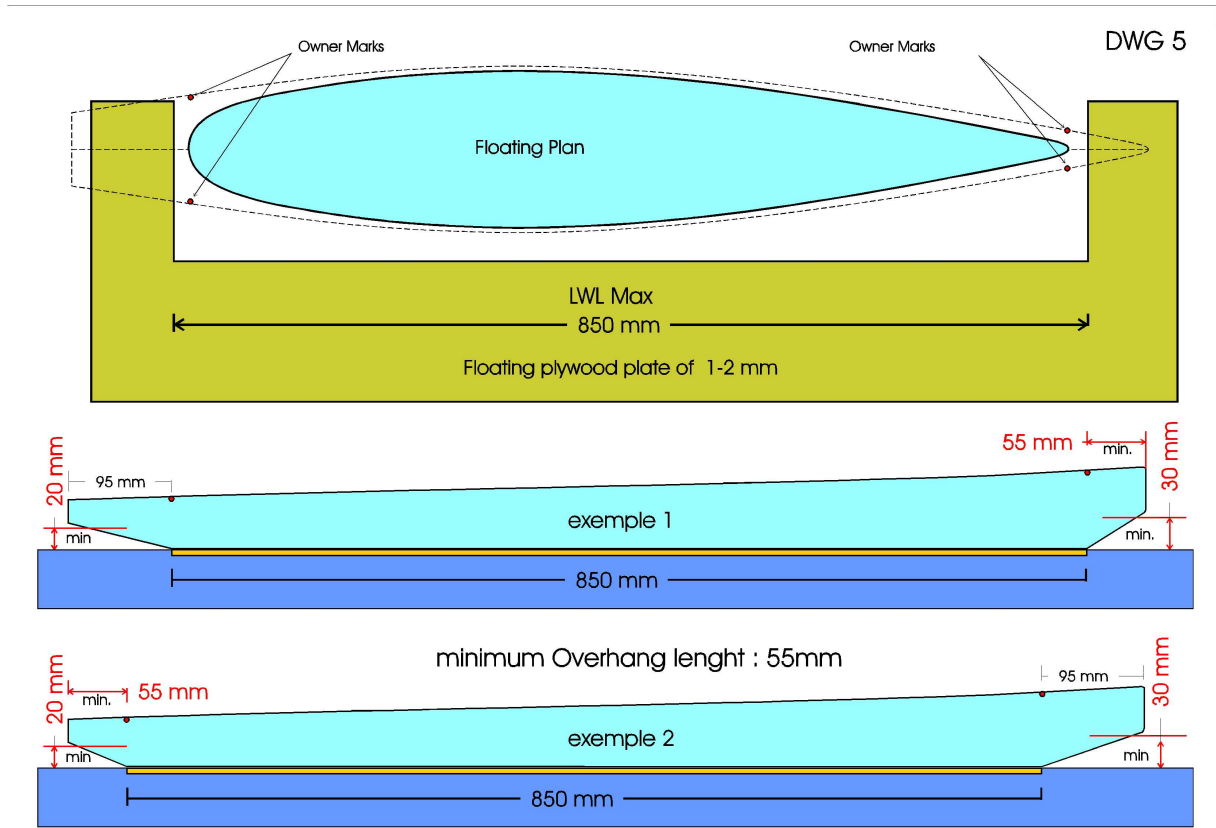 DWG 5
Owner Marks
Owner Marks
Floating Plan
LWL Max
850 mm
Floating plywood plate of 1-2 mm
20 mm
95 mm
min
exemple 1
55 mm
min.
30 mm
min.
850 mm
minimum Overhang lenght : 55mm
20 mm
min.
55 mm
min
exemple 2
95 mm
30 mm
min
850 mm